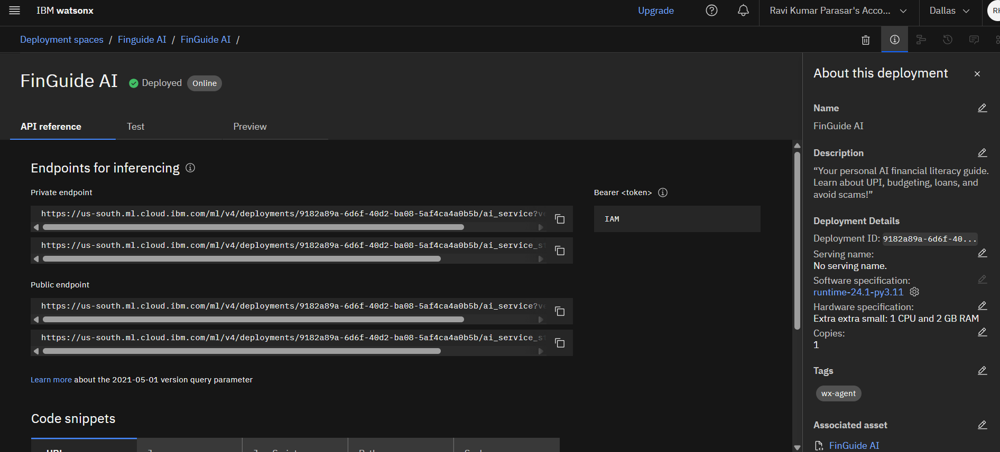 IBM watsonx
Upgrade
Ravi Kumar Parasar's Acco...
Dallas
Deployment spaces / Finguide AI / FinGuide AI /
FinGuide AI
Deployed
Online
API reference
Test
Preview
Endpoints for inferencing
Private endpoint
https://us-south.ml.cloud.ibm.com/ml/v4/deployments/9182a89a-6d6f-40d2-ba08-5af4ca4a0b5b/ai_service?ve
https://us-south.ml.cloud.ibm.com/ml/v4/deployments/9182a89a-6d6f-40d2-ba08-5af4ca4a0b5b/ai_service_s
Bearer <token>
IAM
Public endpoint
https://us-south.ml.cloud.ibm.com/ml/v4/deployments/9182a89a-6d6f-40d2-ba08-5af4ca4a0b5b/ai_service?ve
https://us-south.ml.cloud.ibm.com/ml/v4/deployments/9182a89a-6d6f-40d2-ba08-5af4ca4a0b5b/ai_service_s
Learn more about the 2021-05-01 version query parameter
Code snippets
About this deployment
Name
FinGuide AI
Description
“Your personal AI financial literacy guide.
Learn about UPI, budgeting, loans, and
avoid scams!”
Deployment Details
Deployment ID: 9182a89a-6d6f-40...
Serving name:
No serving name.
Software specification:
runtime-24.1-py3.11
Hardware specification:
Extra extra small: 1 CPU and 2 GB RAM
Copies:
1
Tags
wx-agent
Associated asset
FinGuide AI